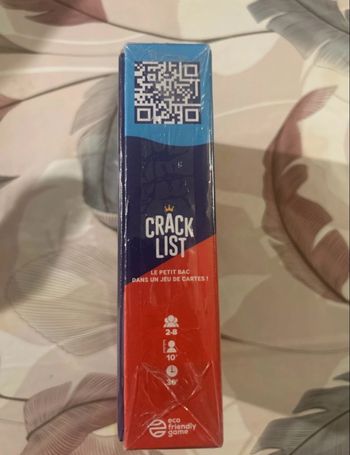 CRACK
LIST
LE PETIT BAC
DANS UN JEU DE CARTES !
2-8
10+
30'
eco
friendly
game